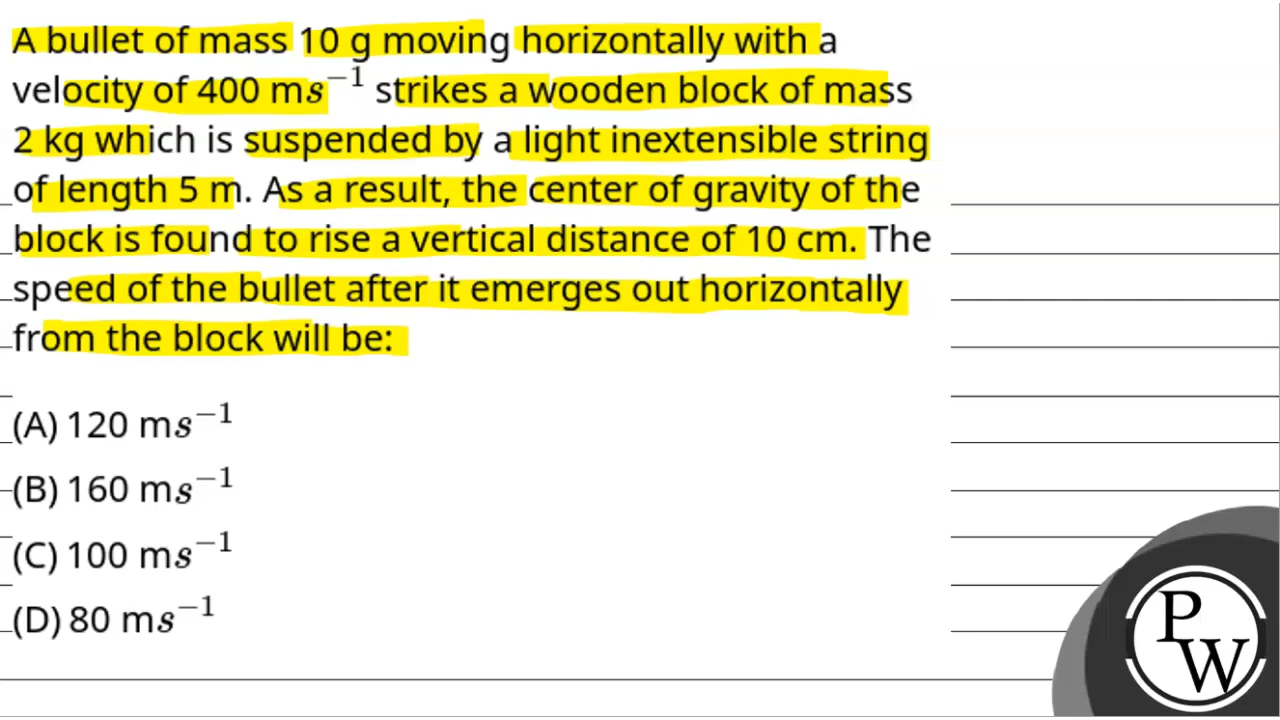 A bullet of mass 10 g moving horizontally with a
velocity of 400 ms⁻¹ strikes a wooden block of mass
2 kg which is suspended by a light inextensible string
of length 5 m. As a result, the center of gravity of the
block is found to rise a vertical distance of 10 cm. The
speed of the bullet after it emerges out horizontally
from the block will be:
(A) 120 ms⁻¹
(B) 160 ms⁻¹
(C) 100 ms⁻¹
(D) 80 ms⁻¹
P
W